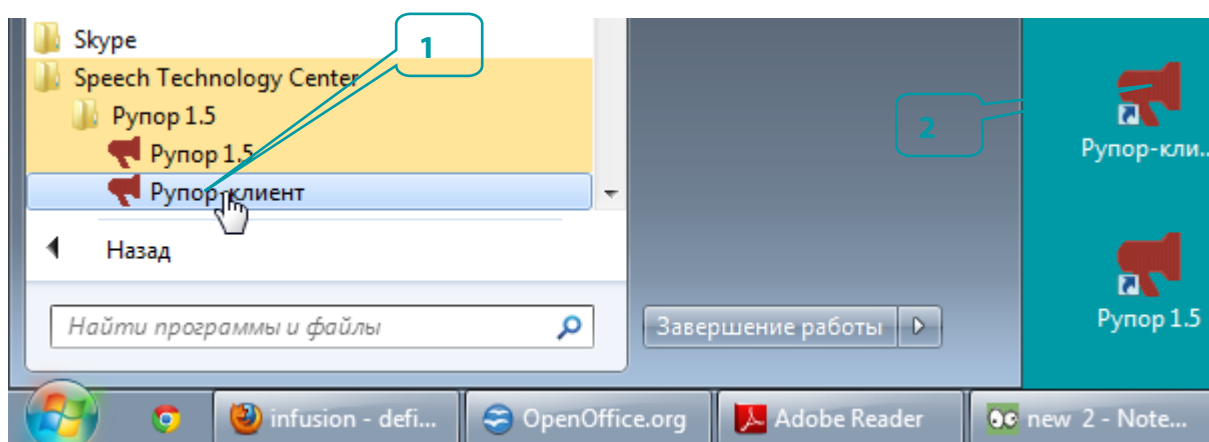 Skype
1
Speech Technology Center
Рупор 1.5
Рупор 1.5
Рупор-клиент
Назад
Найти программы и файлы
Завершение работы
2
Рупор-кли...
Рупор 1.5
infusion - defi...
OpenOffice.org
Adobe Reader
new 2 - Note...